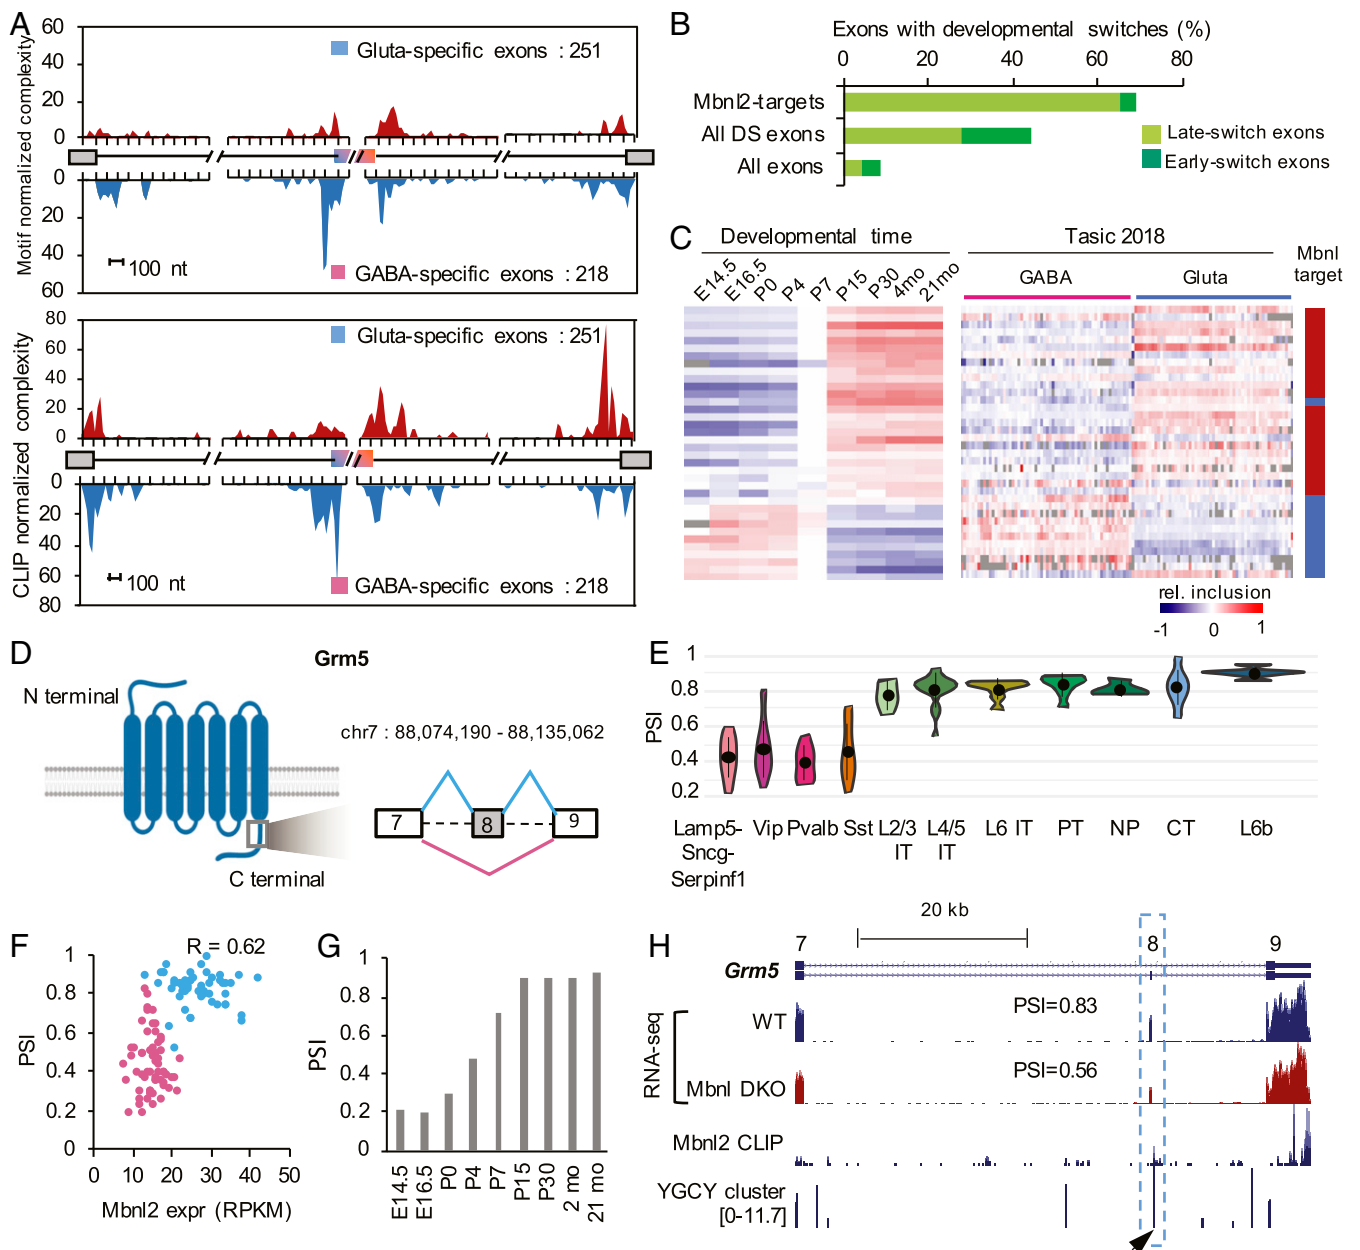 A
Motif normalized complexity
60
40
20
0
Gluta-specific exons : 251
0
20
40
60
100 nt
GABA-specific exons : 218
CLIP normalized complexity
80
60
40
20
0
Gluta-specific exons : 251
0
20
40
60
80
100 nt
GABA-specific exons : 218
B
Exons with developmental switches (%)
0 20 40 60 80
Mbnl2-targets
All DS exons
All exons
Late-switch exons
Early-switch exons
C
Developmental time
E14.5 E16.5 P0 P4 P7 P15 P30 4mo 21mo
Tasic 2018
GABA Gluta
Mbnl
target
rel. inclusion
-1 0 1
D
Grm5
N terminal
C terminal
chr7 : 88,074,190 - 88,135,062
7 8 9
E
PSI
1
0.8
0.6
0.4
0.2
Lamp5-
Sncg-
Serpinf1
Vip
Pvalb
Sst
L2/3
IT
L4/5
IT
L6 IT
PT
NP
CT
L6b
F
R = 0.62
PSI
1
0.8
0.6
0.4
0.2
0
0 10 20 30 40 50
Mbnl2 expr (RPKM)
G
PSI
1
0.8
0.6
0.4
0.2
0
E14.5 E16.5 P0 P4 P7 P15 P30 2 mo 21 mo
H
20 kb
7 8 9
Grm5
RNA-seq
WT
PSI=0.83
Mbnl DKO
PSI=0.56
Mbnl2 CLIP
YGCY cluster
[0-11.7]